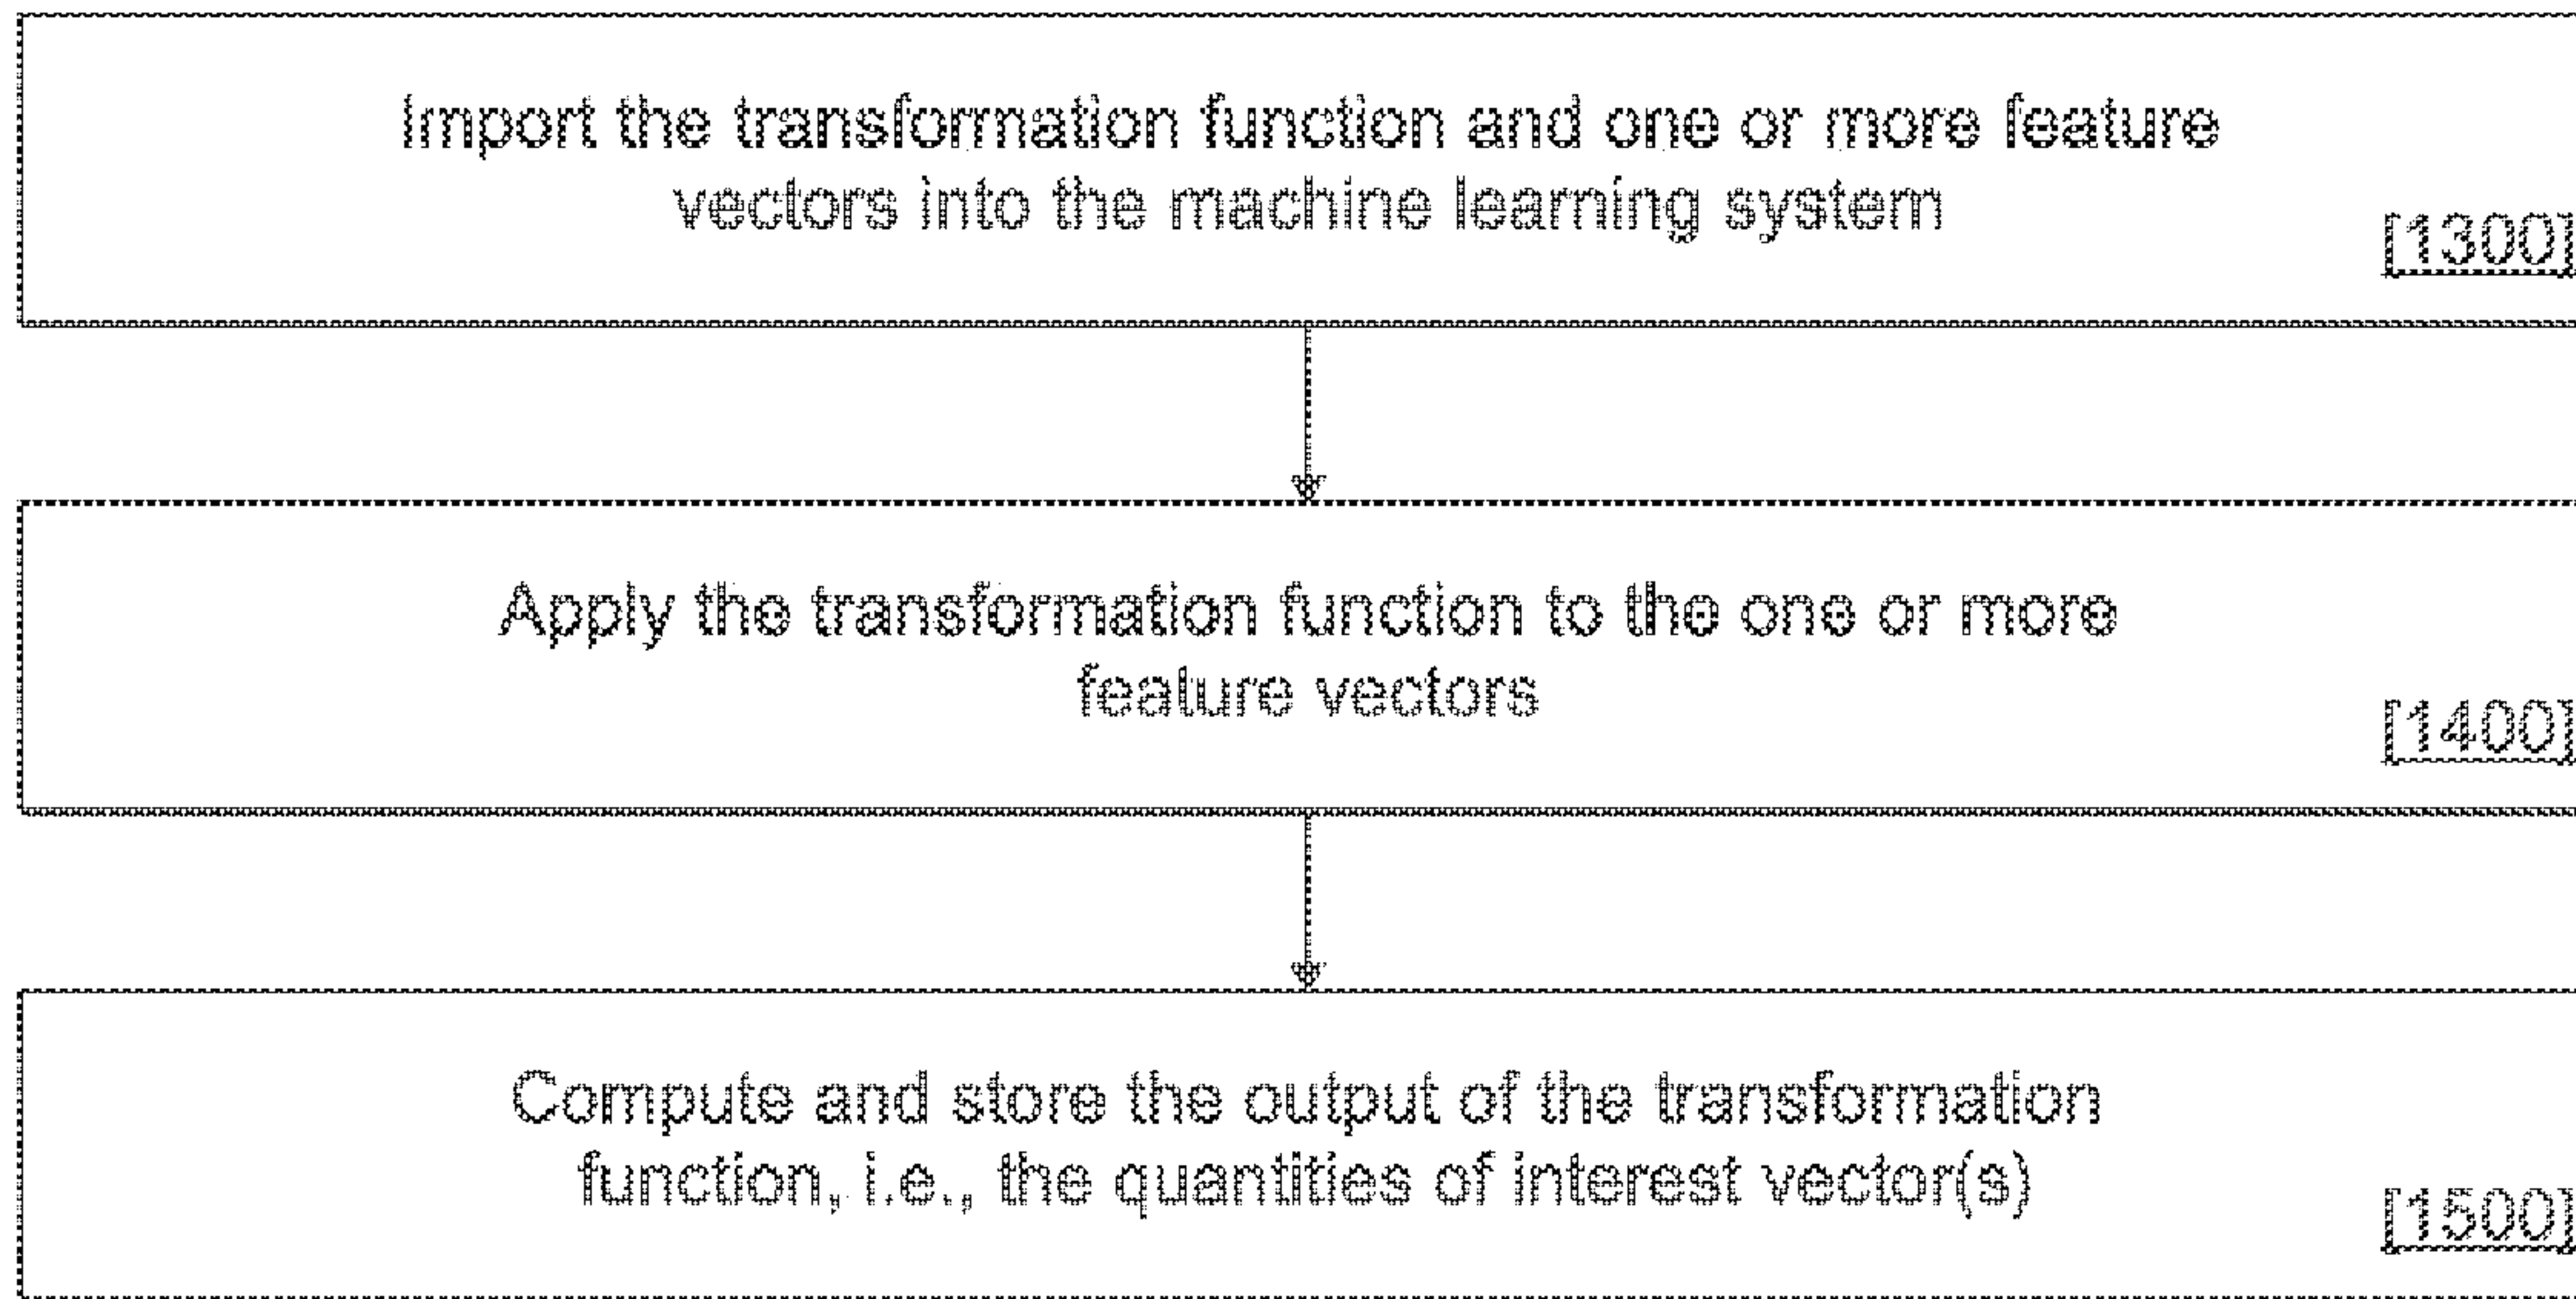 Import the transformation function and one or more feature
vectors into the machine learning system
[1300]
Apply the transformation function to the one or more
feature vectors
[1400]
Compute and store the output of the transformation
function, i.e., the quantities of interest vector(s)
[1500]